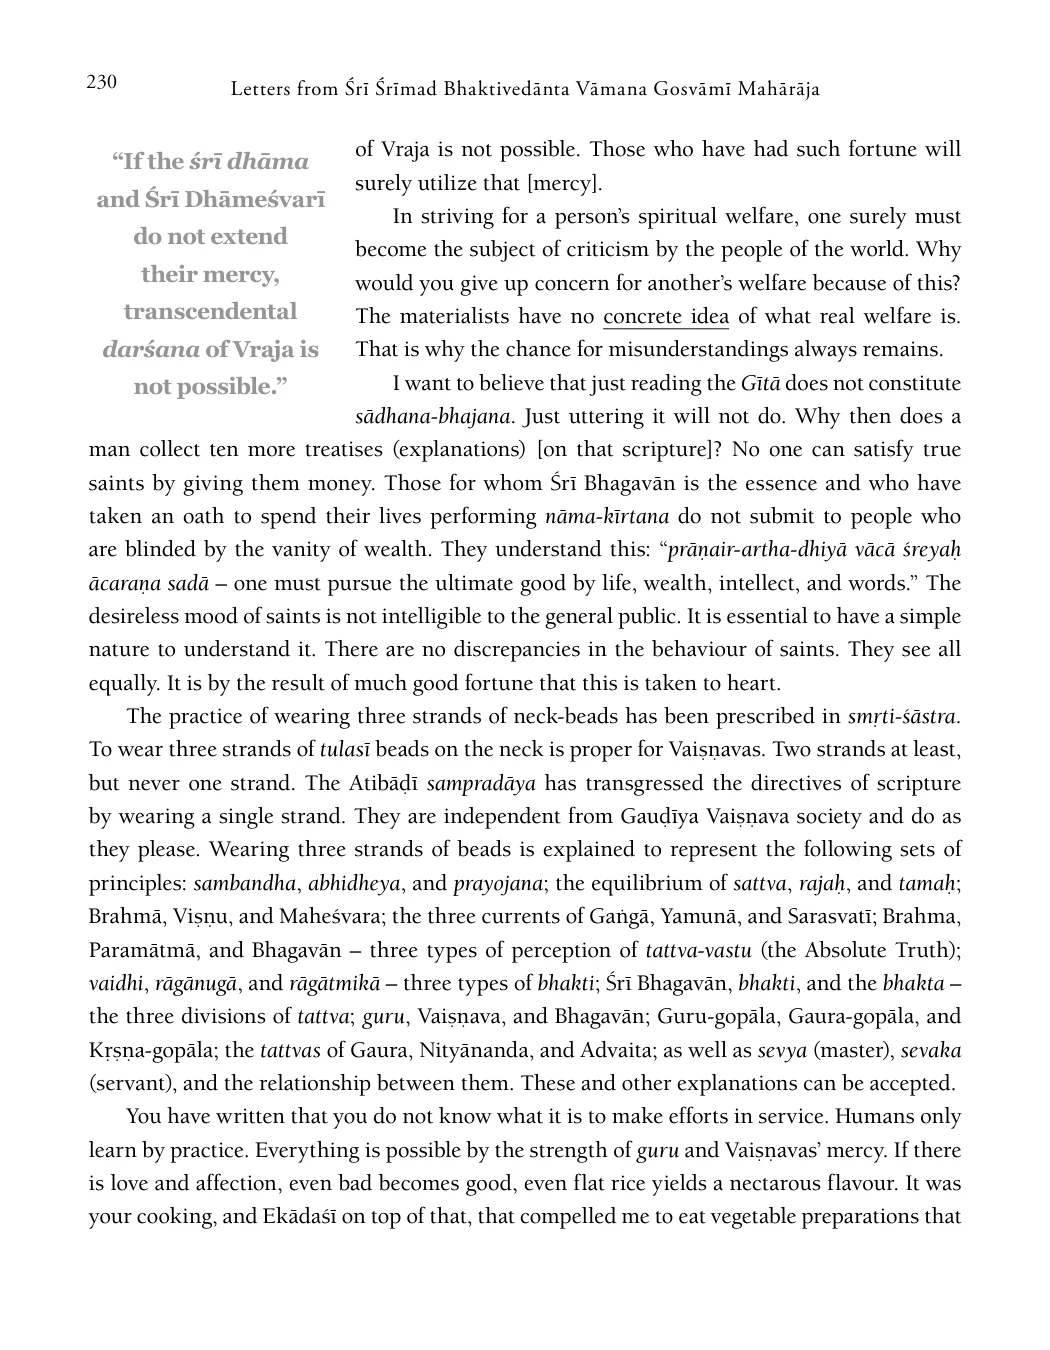 230
Letters from Śrī Śrīmad Bhaktivedānta Vāmana Gosvāmī Mahārāja
“If the śrī dhāma
and Śrī Dhāmeśvarī
do not extend
their mercy,
transcendental
darśana of Vraja is
not possible.”
of Vraja is not possible. Those who have had such fortune will
surely utilize that [mercy].
In striving for a person’s spiritual welfare, one surely must
become the subject of criticism by the people of the world. Why
would you give up concern for another’s welfare because of this?
The materialists have no concrete idea of what real welfare is.
That is why the chance for misunderstandings always remains.
I want to believe that just reading the Gītā does not constitute
sādhana-bhajana. Just uttering it will not do. Why then does a
man collect ten more treatises (explanations) [on that scripture]? No one can satisfy true
saints by giving them money. Those for whom Śrī Bhagavān is the essence and who have
taken an oath to spend their lives performing nāma-kīrtana do not submit to people who
are blinded by the vanity of wealth. They understand this: “prāṇair-artha-dhiyā vācā śreyaḥ
ācaraṇa sadā – one must pursue the ultimate good by life, wealth, intellect, and words.” The
desireless mood of saints is not intelligible to the general public. It is essential to have a simple
nature to understand it. There are no discrepancies in the behaviour of saints. They see all
equally. It is by the result of much good fortune that this is taken to heart.
The practice of wearing three strands of neck-beads has been prescribed in smṛti-śāstra.
To wear three strands of tulasī beads on the neck is proper for Vaiṣṇavas. Two strands at least,
but never one strand. The Atibāḍī sampradāya has transgressed the directives of scripture
by wearing a single strand. They are independent from Gauḍīya Vaiṣṇava society and do as
they please. Wearing three strands of beads is explained to represent the following sets of
principles: sambandha, abhidheya, and prayojana; the equilibrium of sattva, rajaḥ, and tamaḥ;
Brahmā, Viṣṇu, and Maheśvara; the three currents of Gaṅgā, Yamunā, and Sarasvatī; Brahma,
Paramātmā, and Bhagavān – three types of perception of tattva-vastu (the Absolute Truth);
vaidhi, rāgānugā, and rāgātmikā – three types of bhakti; Śrī Bhagavān, bhakti, and the bhakta –
the three divisions of tattva; guru, Vaiṣṇava, and Bhagavān; Guru-gopāla, Gaura-gopāla, and
Kṛṣṇa-gopāla; the tattvas of Gaura, Nityānanda, and Advaita; as well as sevya (master), sevaka
(servant), and the relationship between them. These and other explanations can be accepted.
You have written that you do not know what it is to make efforts in service. Humans only
learn by practice. Everything is possible by the strength of guru and Vaiṣṇavas’ mercy. If there
is love and affection, even bad becomes good, even flat rice yields a nectarous flavour. It was
your cooking, and Ekādaśī on top of that, that compelled me to eat vegetable preparations that